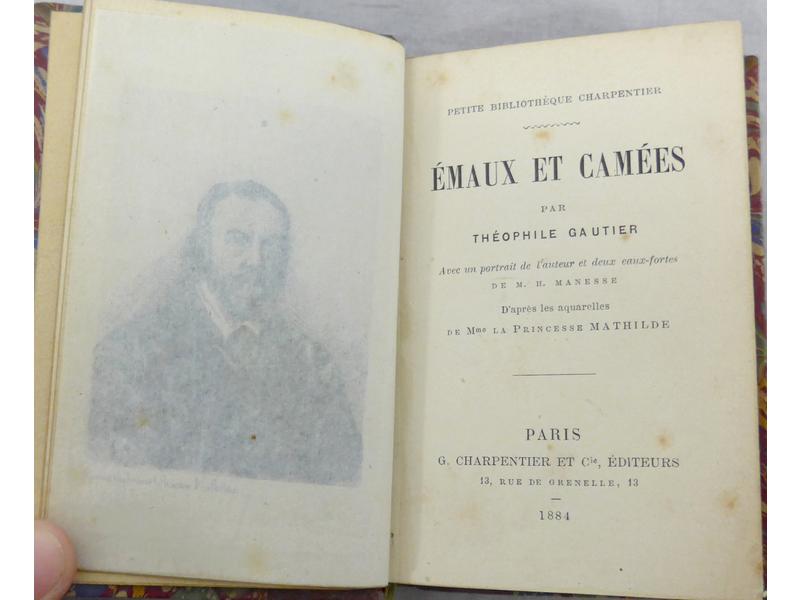 PETITE BIBLIOTHÈQUE CHARPENTIER
ÉMAUX ET CAMÉES
PAR
THÉOPHILE GAUTIER
Avec un portrait de l'auteur et deux eaux-fortes
DE M. H. MANESSE
D'après les aquarelles
DE Mme LA PRINCESSE MATHILDE
PARIS
G. CHARPENTIER ET Cie, ÉDITEURS
13, RUE DE GRENELLE, 13
1884